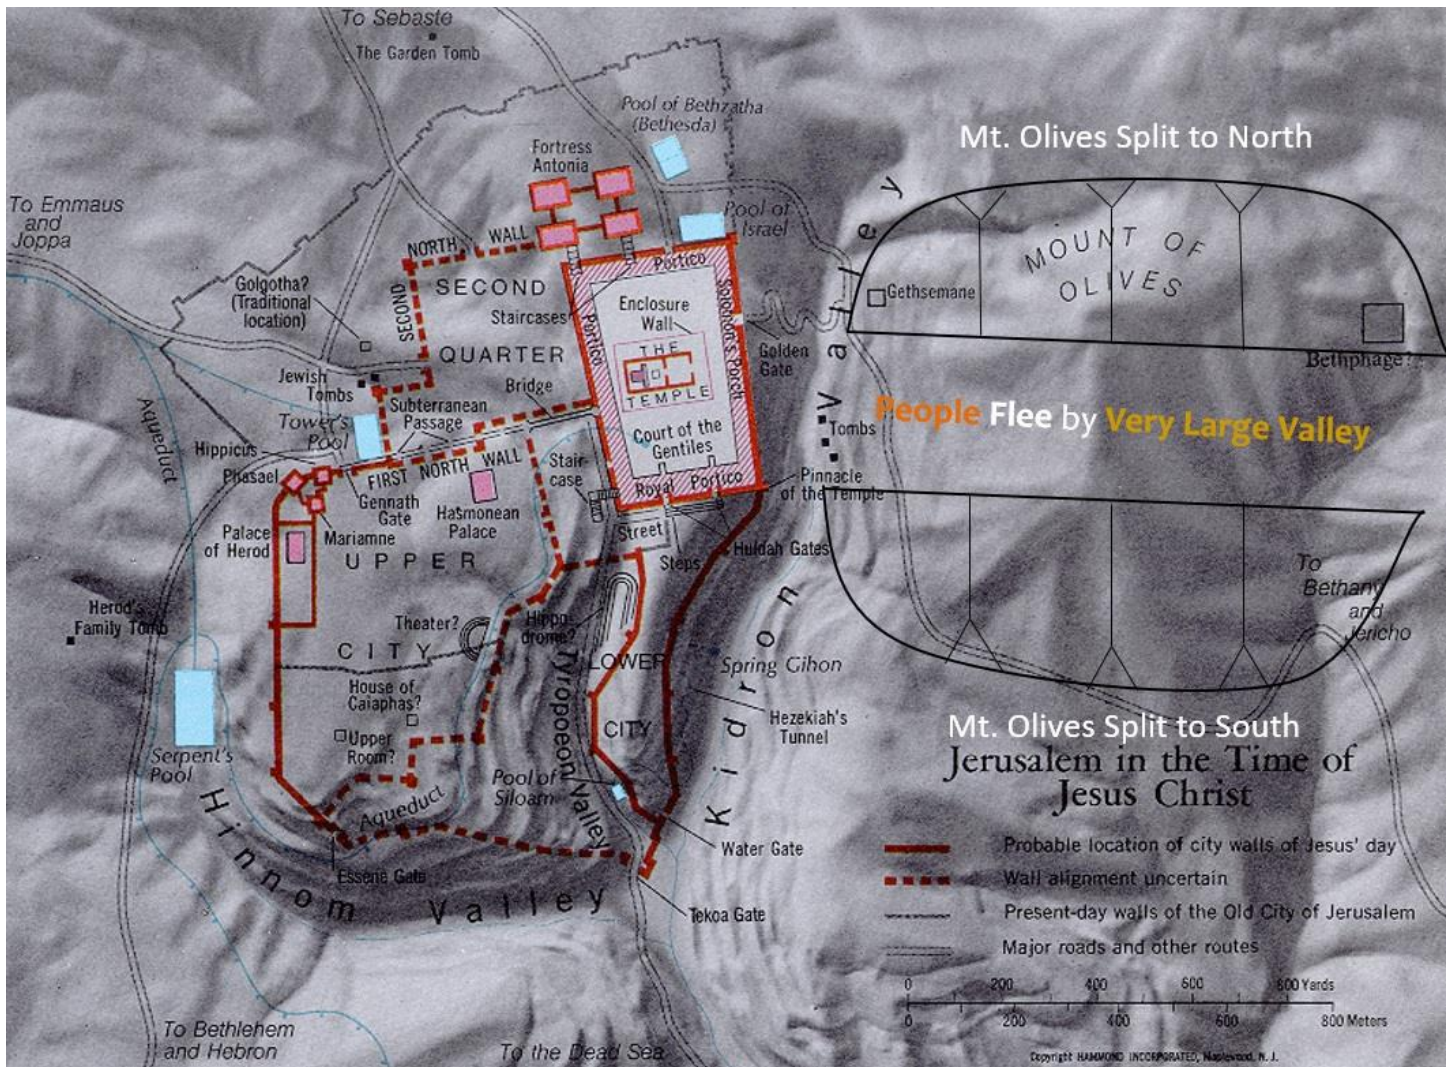 To Sebaste
The Garden Tomb
Pool of Bethzatha
(Bethesda)
Mt. Olives Split to North
Fortress
Antonia
To Emmaus
and
Joppa
Pool of
Israel
NORTH WALL
SECOND
Portico
MOUNT OF
OLIVES
Gethsemane
Golgotha?
(Traditional
location)
SECOND
QUARTER
Staircases
Portico
Enclosure
Wall
Solomon's Porch
THE
TEMPLE
Golden
Gate
Bethphage?
Jewish
Tombs
Bridge
Subterranean
Passage
Tower's
Pool
Court of the
Gentiles
Tombs
People Flee by Very Large Valley
Aqueduct
Hippicus
Phasael
FIRST NORTH WALL
Stair-
case
Royal Portico
Pinnacle
of the Temple
Gennath
Gate
Hasmonean
Palace
Palace
of Herod
Mariamne
Street
Steps
Huldah Gates
UPPER
CITY
To
Bethany
and
Jericho
Herod's
Family Tomb
Theater?
Hippo-
drome?
LOWER
CITY
Spring Gihon
Kidron Valley
House of
Caiaphas?
Upper
Room?
Hezekiah's
Tunnel
Serpent's
Pool
Pool of
Siloam
Tyropoeon Valley
Aqueduct
Water Gate
Essene Gate
Hinnom Valley
Tekoa Gate
To Bethlehem
and Hebron
To the Dead Sea
Mt. Olives Split to South
Jerusalem in the Time of
Jesus Christ
Probable location of city walls of Jesus' day
Wall alignment uncertain
Present-day walls of the Old City of Jerusalem
Major roads and other routes
0 200 400 600 800 Yards
0 200 400 600 800 Meters
Copyright HAMMOND INCORPORATED, Maplewood, N. J.